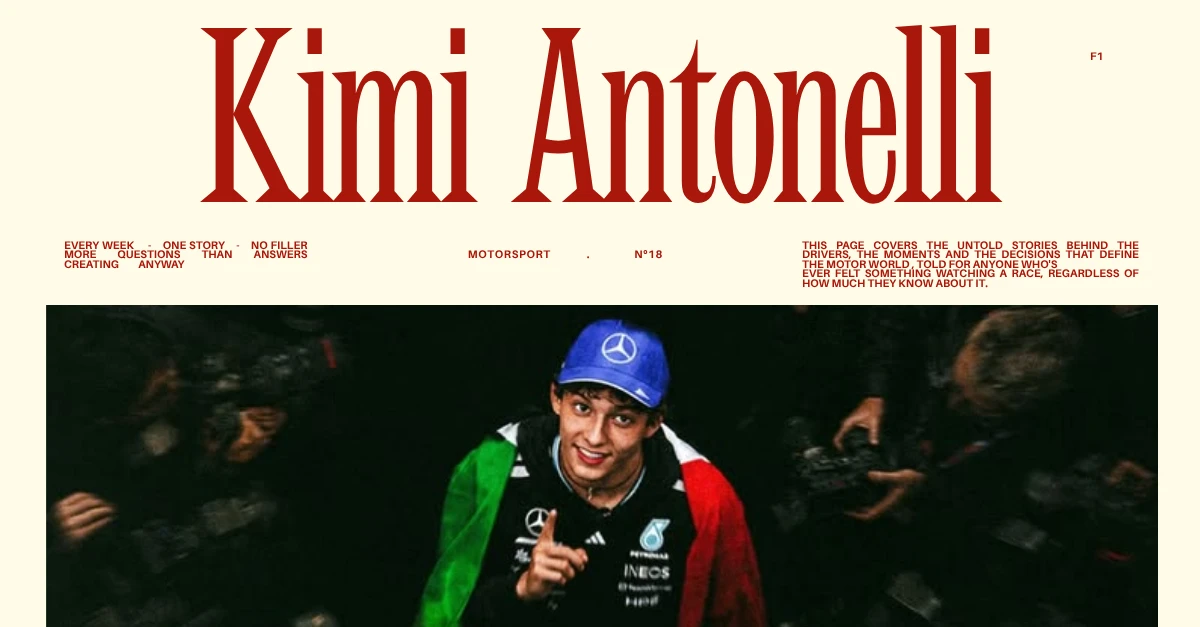 Kimi Antonelli
F1
EVERY WEEK - ONE STORY - NO FILLER
MORE QUESTIONS THAN ANSWERS
CREATING ANYWAY
MOTORSPORT . N°18
THIS PAGE COVERS THE UNTOLD STORIES BEHIND THE
DRIVERS, THE MOMENTS AND THE DECISIONS THAT DEFINE
THE MOTOR WORLD, TOLD FOR ANYONE WHO'S
EVER FELT SOMETHING WATCHING A RACE, REGARDLESS OF
HOW MUCH THEY KNOW ABOUT IT.
PETRONAS
INEOS